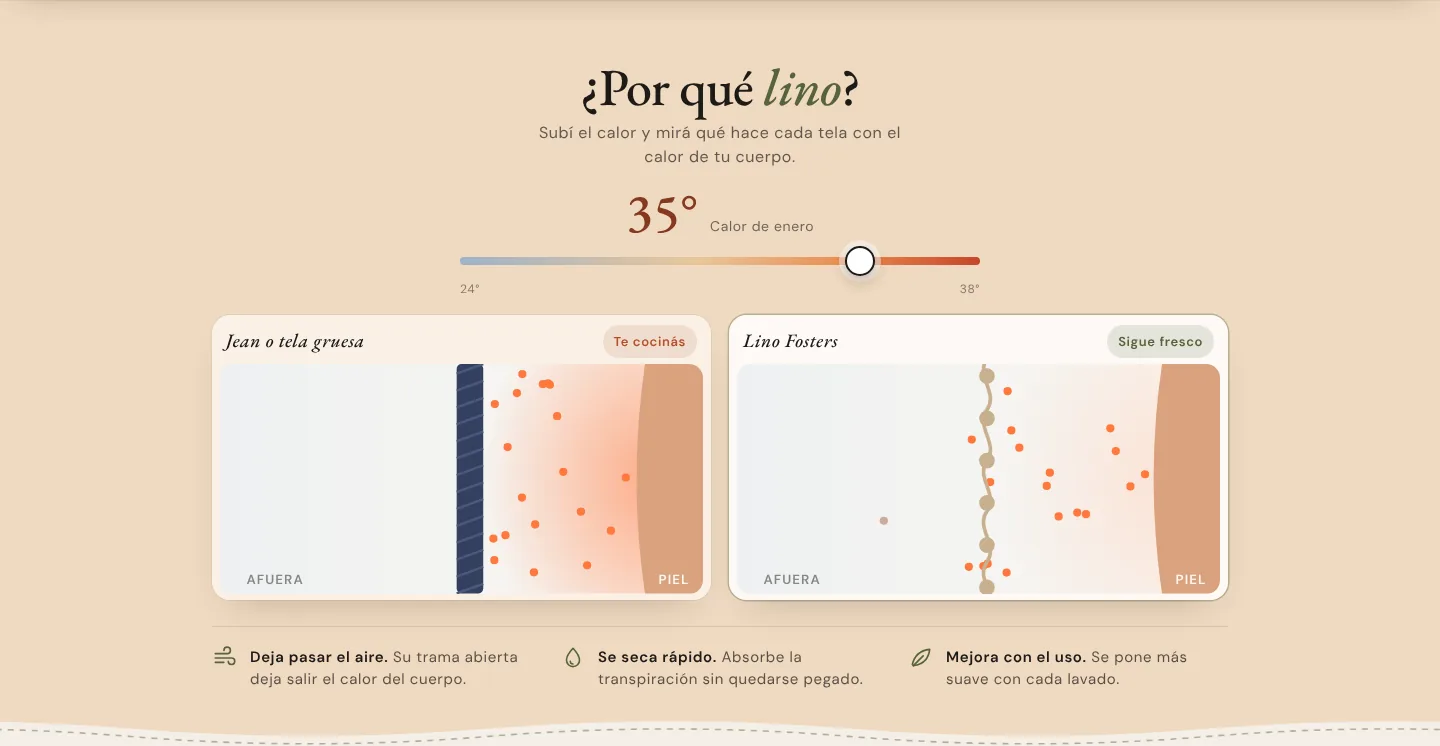 ¿Por qué lino?
Subí el calor y mirá qué hace cada tela con el
calor de tu cuerpo.
35° Calor de enero
24° 38°
Jean o tela gruesa
Te cocinás
AFUERA
PIEL
Lino Fosters
Sigue fresco
AFUERA
PIEL
Deja pasar el aire. Su trama abierta
deja salir el calor del cuerpo.
Se seca rápido. Absorbe la
transpiración sin quedarse pegado.
Mejora con el uso. Se pone más
suave con cada lavado.